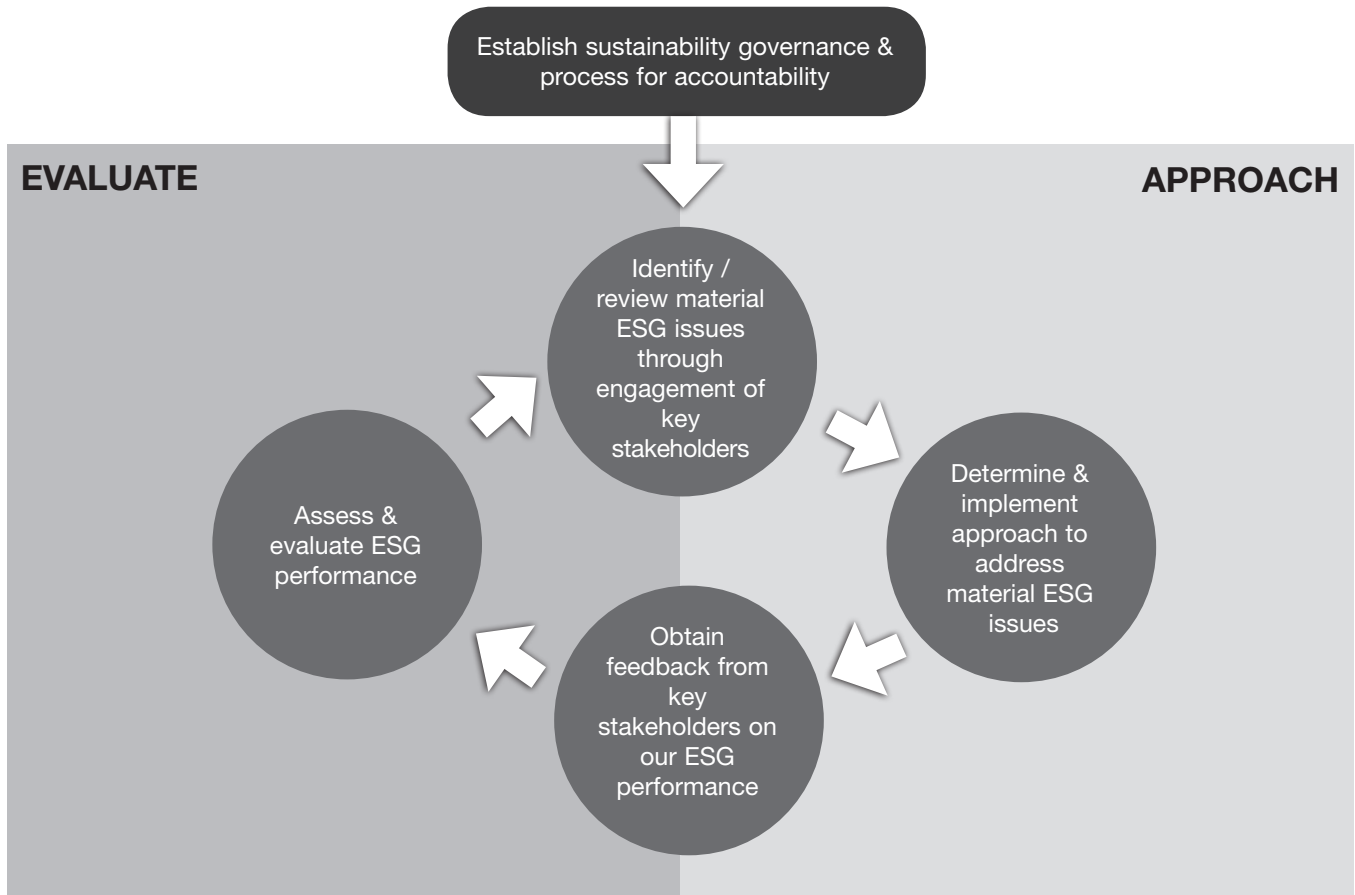 Establish sustainability governance &
process for accountability
EVALUATE
APPROACH
Identify /
review material
ESG issues
through
engagement of
key
stakeholders
Determine &
implement
approach to
address
material ESG
issues
Assess &
evaluate ESG
performance
Obtain
feedback from
key
stakeholders on
our ESG
performance